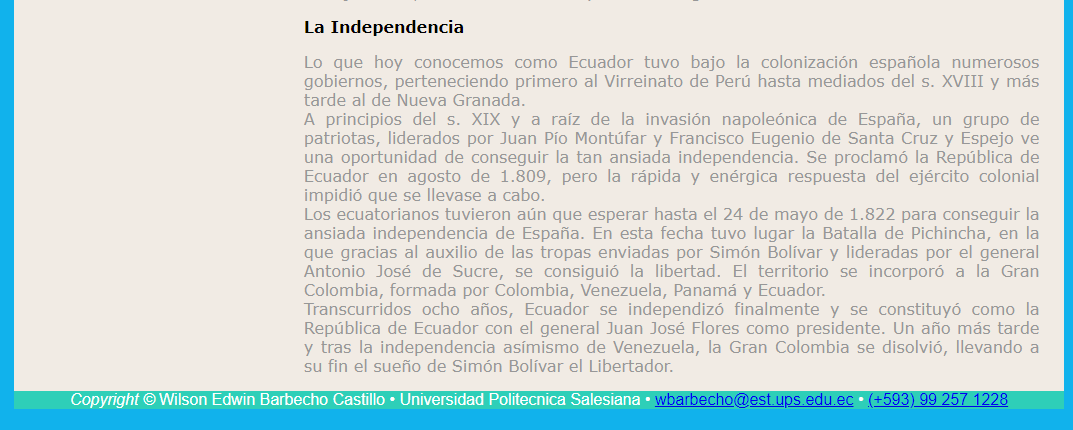 La Independencia
Lo que hoy conocemos como Ecuador tuvo bajo la colonización española numerosos
gobiernos, perteneciendo primero al Virreinato de Perú hasta mediados del s. XVIII y más
tarde al de Nueva Granada.
A principios del s. XIX y a raíz de la invasión napoleónica de España, un grupo de
patriotas, liderados por Juan Pío Montúfar y Francisco Eugenio de Santa Cruz y Espejo ve
una oportunidad de conseguir la tan ansiada independencia. Se proclamó la República de
Ecuador en agosto de 1.809, pero la rápida y enérgica respuesta del ejército colonial
impidió que se llevase a cabo.
Los ecuatorianos tuvieron aún que esperar hasta el 24 de mayo de 1.822 para conseguir la
ansiada independencia de España. En esta fecha tuvo lugar la Batalla de Pichincha, en la
que gracias al auxilio de las tropas enviadas por Simón Bolívar y lideradas por el general
Antonio José de Sucre, se consiguió la libertad. El territorio se incorporó a la Gran
Colombia, formada por Colombia, Venezuela, Panamá y Ecuador.
Transcurridos ocho años, Ecuador se independizó finalmente y se constituyó como la
República de Ecuador con el general Juan José Flores como presidente. Un año más tarde
y tras la independencia asímismo de Venezuela, la Gran Colombia se disolvió, llevando a
su fin el sueño de Simón Bolívar el Libertador.
Copyright © Wilson Edwin Barbecho Castillo • Universidad Politecnica Salesiana • wbarbecho@est.ups.edu.ec • (+593) 99 257 1228